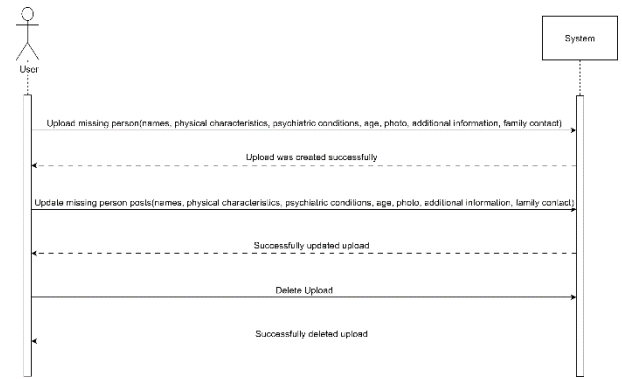 System
User
Upload missing person(names, physical characteristics, psychiatric conditions, age, photo, additional information, family contact)
Upload was created successfully
Update missing person posts(names, physical characteristics, psychiatric conditions, age, photo, additional information, family contact)
Successfully updated upload
Delete Upload
Successfully deleted upload